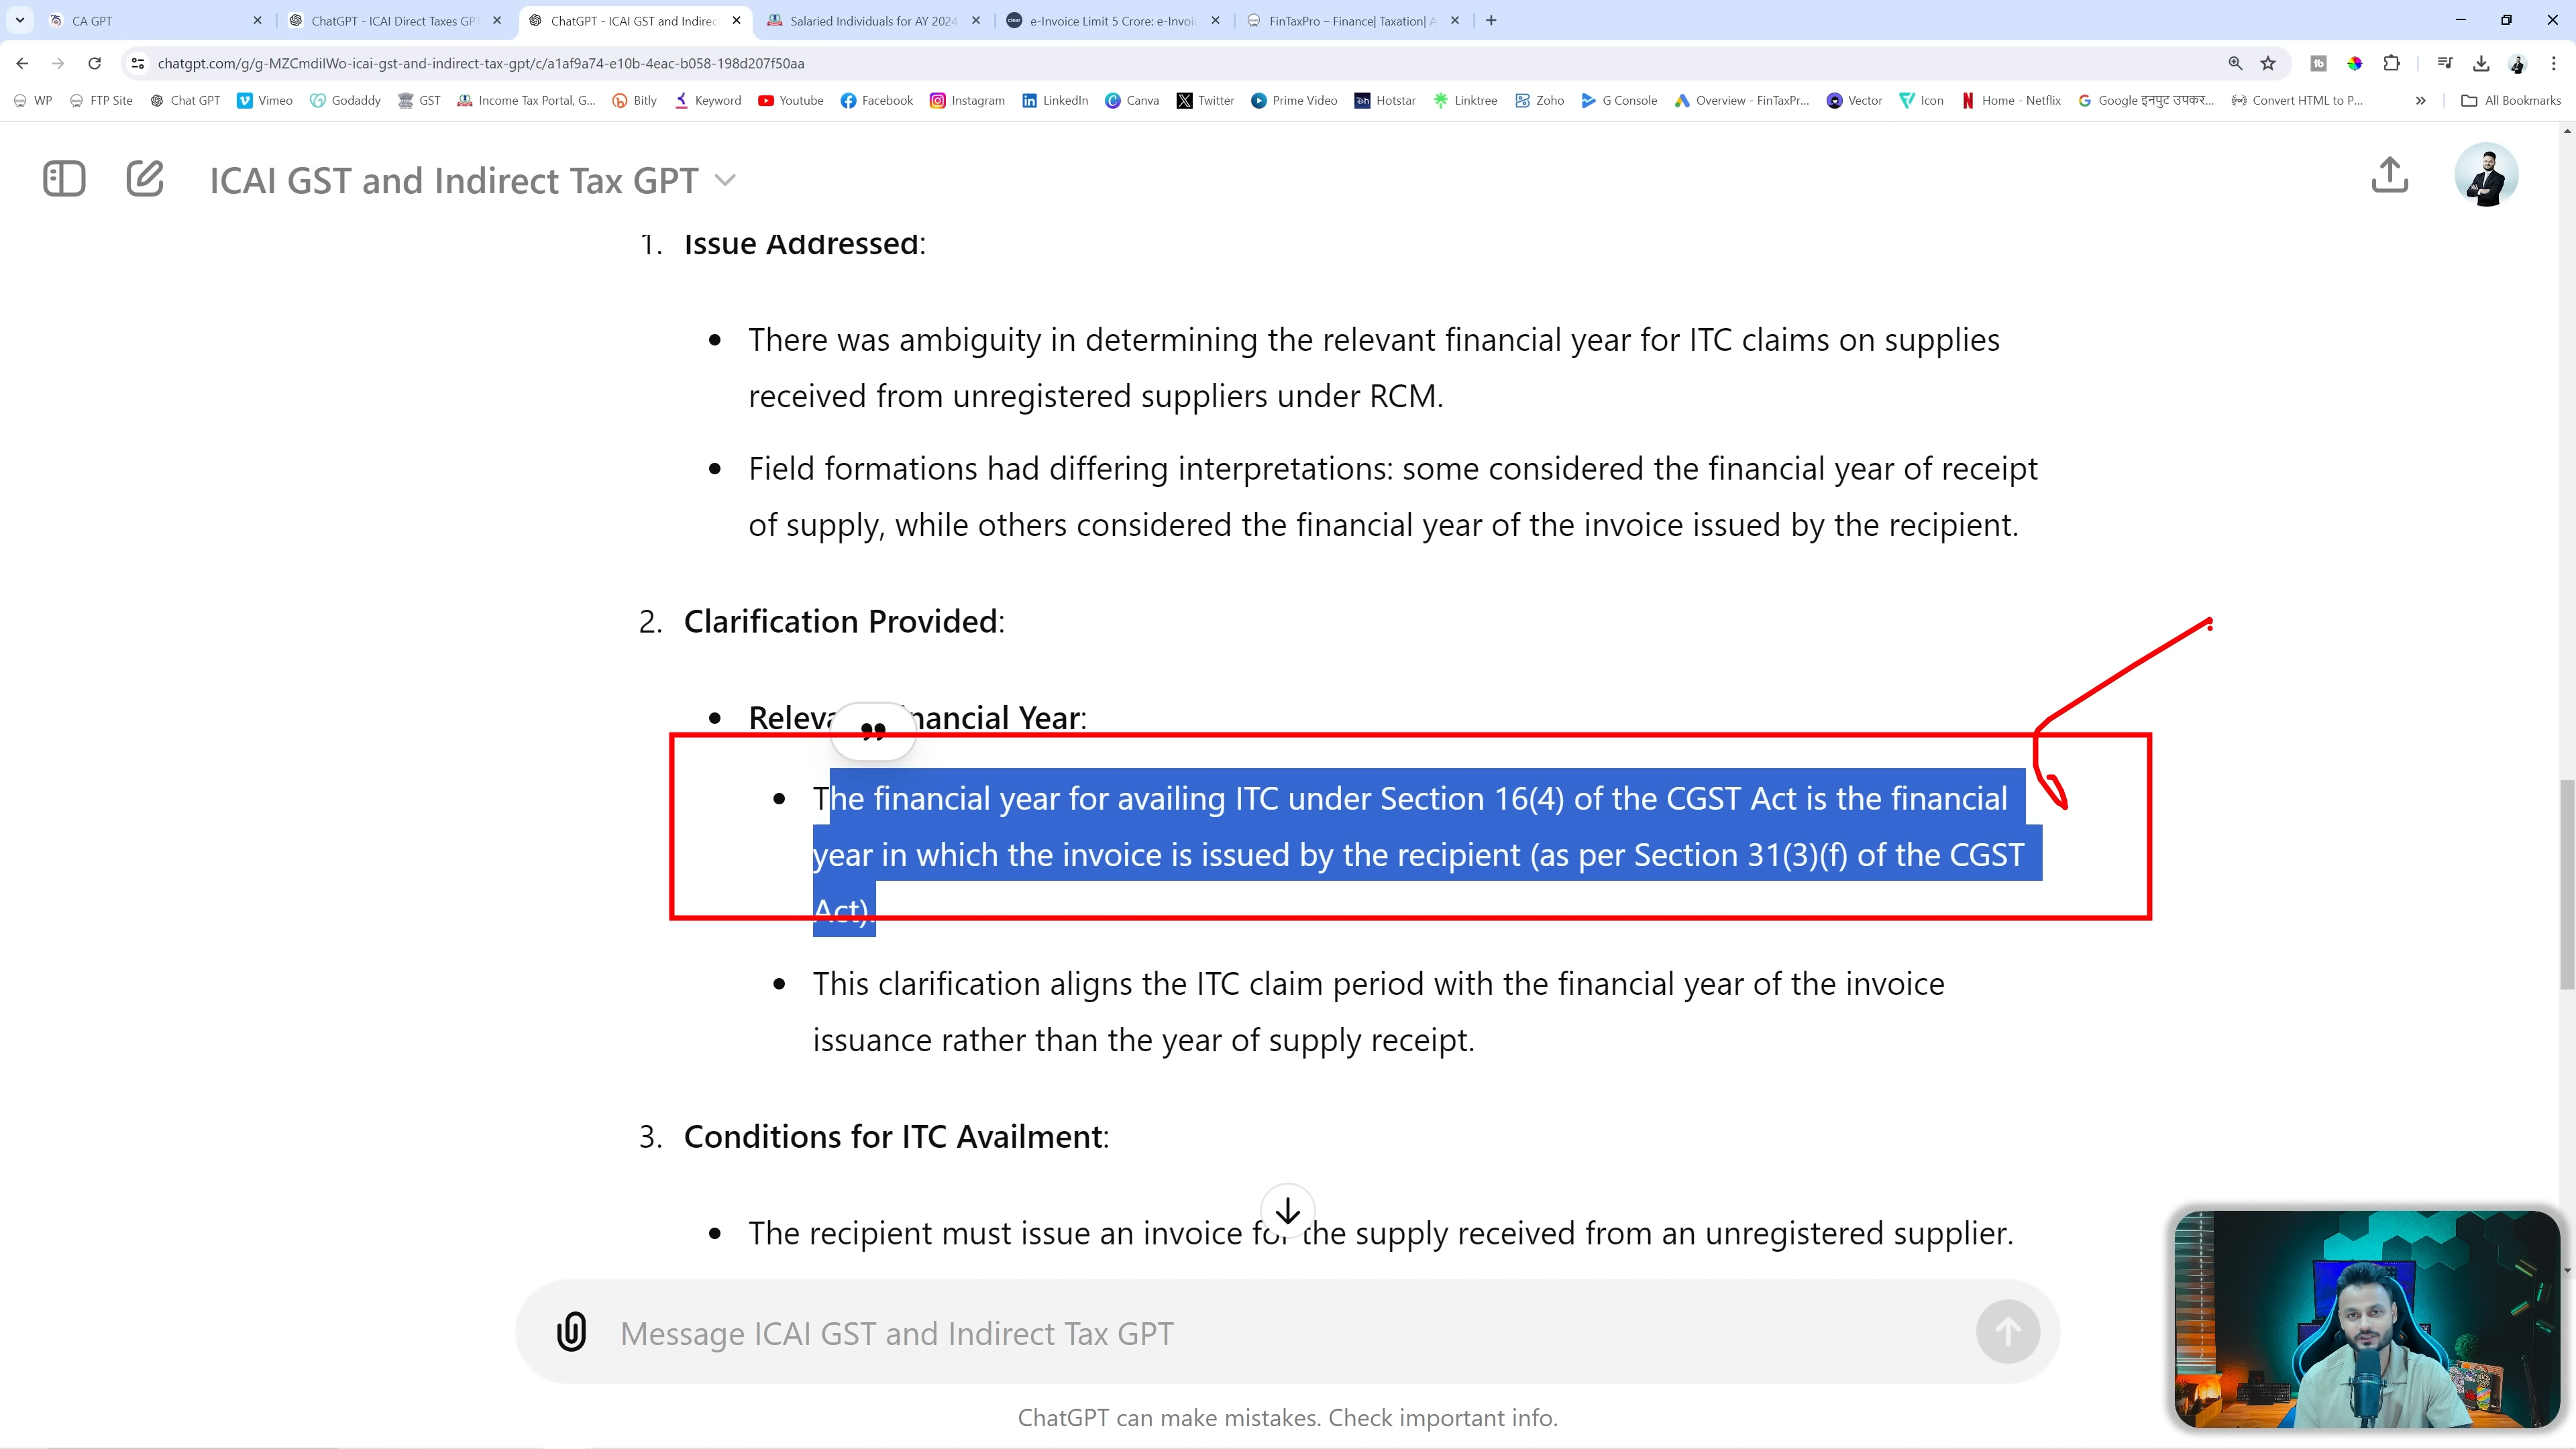 CA GPT
ChatGPT - ICAI Direct Taxes GP
ChatGPT - ICAI GST and Indirec
Salaried Individuals for AY 2024
e-Invoice Limit 5 Crore: e-Invoi
FinTaxPro – Finance| Taxation| A
chatgpt.com/g/g-MZCmdiIWo-icai-gst-and-indirect-tax-gpt/c/a1af9a74-e10b-4eac-b058-198d207f50aa
WP FTP Site Chat GPT Vimeo Godaddy GST Income Tax Portal, G... Bitly Keyword Youtube Facebook Instagram LinkedIn Canva Twitter Prime Video Hotstar Linktree Zoho G Console Overview - FinTaxPr... Vector Icon Home - Netflix Google इनपुट उपकर... Convert HTML to P... » All Bookmarks
ICAI GST and Indirect Tax GPT
1. Issue Addressed:
There was ambiguity in determining the relevant financial year for ITC claims on supplies
received from unregistered suppliers under RCM.
Field formations had differing interpretations: some considered the financial year of receipt
of supply, while others considered the financial year of the invoice issued by the recipient.
2. Clarification Provided:
Financial Year:
The financial year for availing ITC under Section 16(4) of the CGST Act is the financial
year in which the invoice is issued by the recipient (as per Section 31(3)(f) of the CGST
Act).
This clarification aligns the ITC claim period with the financial year of the invoice
issuance rather than the year of supply receipt.
3. Conditions for ITC Availment:
The recipient must issue an invoice for the supply received from an unregistered supplier.
Message ICAI GST and Indirect Tax GPT
ChatGPT can make mistakes. Check important info.